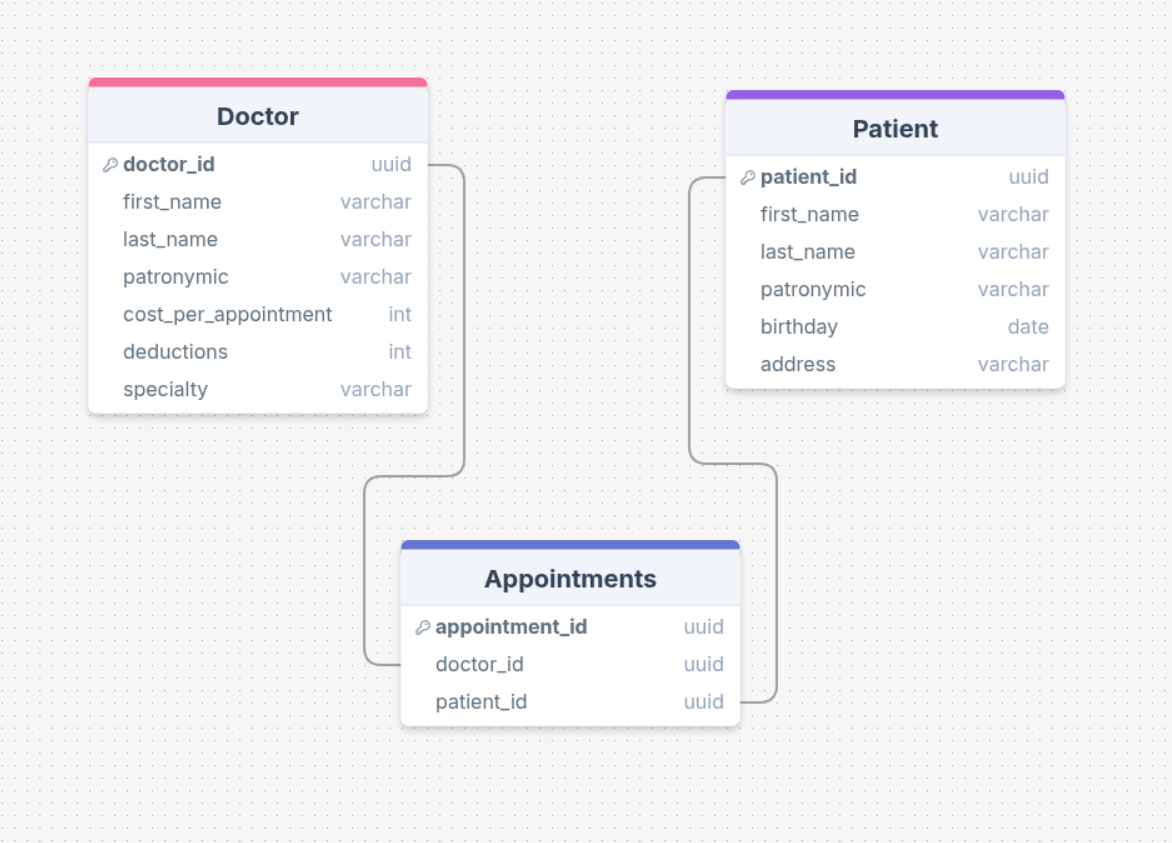 Doctor
doctor_id uuid
first_name varchar
last_name varchar
patronymic varchar
cost_per_appointment int
deductions int
specialty varchar
Patient
patient_id uuid
first_name varchar
last_name varchar
patronymic varchar
birthday date
address varchar
Appointments
appointment_id uuid
doctor_id uuid
patient_id uuid